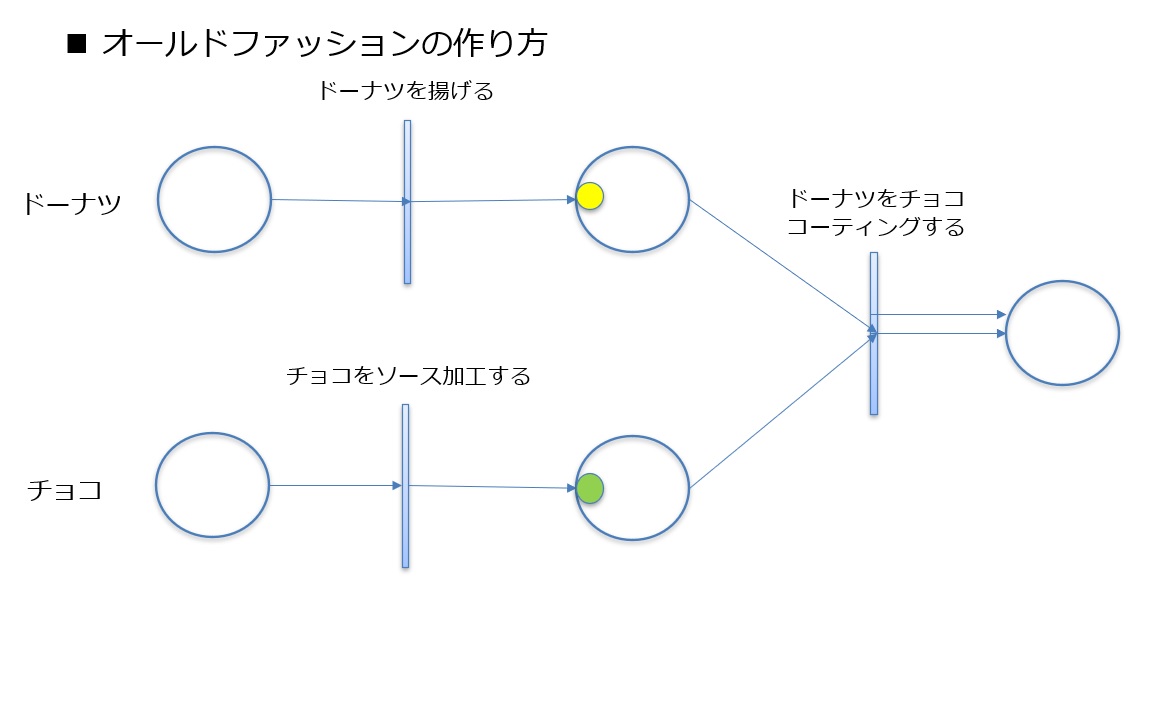 ■ オールドファッションの作り方
ドーナツを揚げる
ドーナツ
ドーナツをチョコ
コーティングする
チョコをソース加工する
チョコ